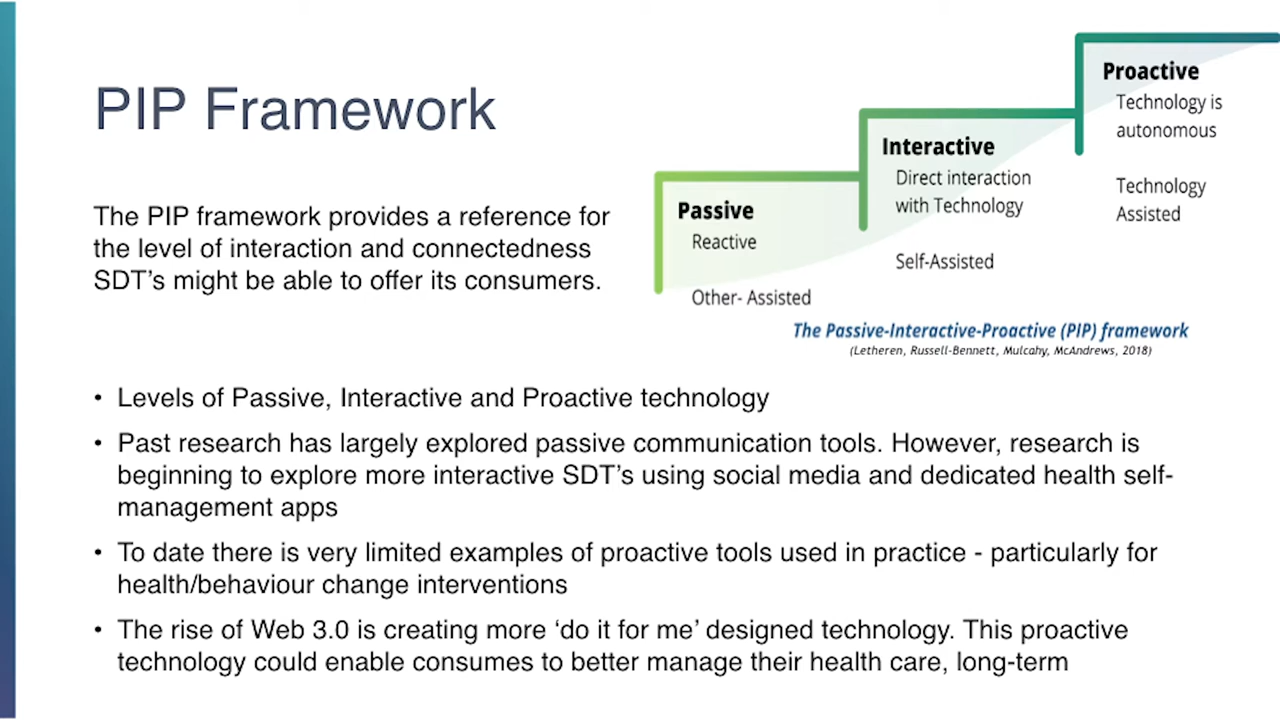 PIP Framework
The PIP framework provides a reference for
the level of interaction and connectedness
SDT's might be able to offer its consumers.
Passive
Reactive
Other- Assisted
Interactive
Direct interaction
with Technology
Self-Assisted
Proactive
Technology is
autonomous
Technology
Assisted
The Passive-Interactive-Proactive (PIP) framework
(Letheren, Russell-Bennett, Mulcahy, McAndrews, 2018)
• Levels of Passive, Interactive and Proactive technology
• Past research has largely explored passive communication tools. However, research is
beginning to explore more interactive SDT's using social media and dedicated health self-
management apps
• To date there is very limited examples of proactive tools used in practice - particularly for
health/behaviour change interventions
• The rise of Web 3.0 is creating more ‘do it for me’ designed technology. This proactive
technology could enable consumes to better manage their health care, long-term